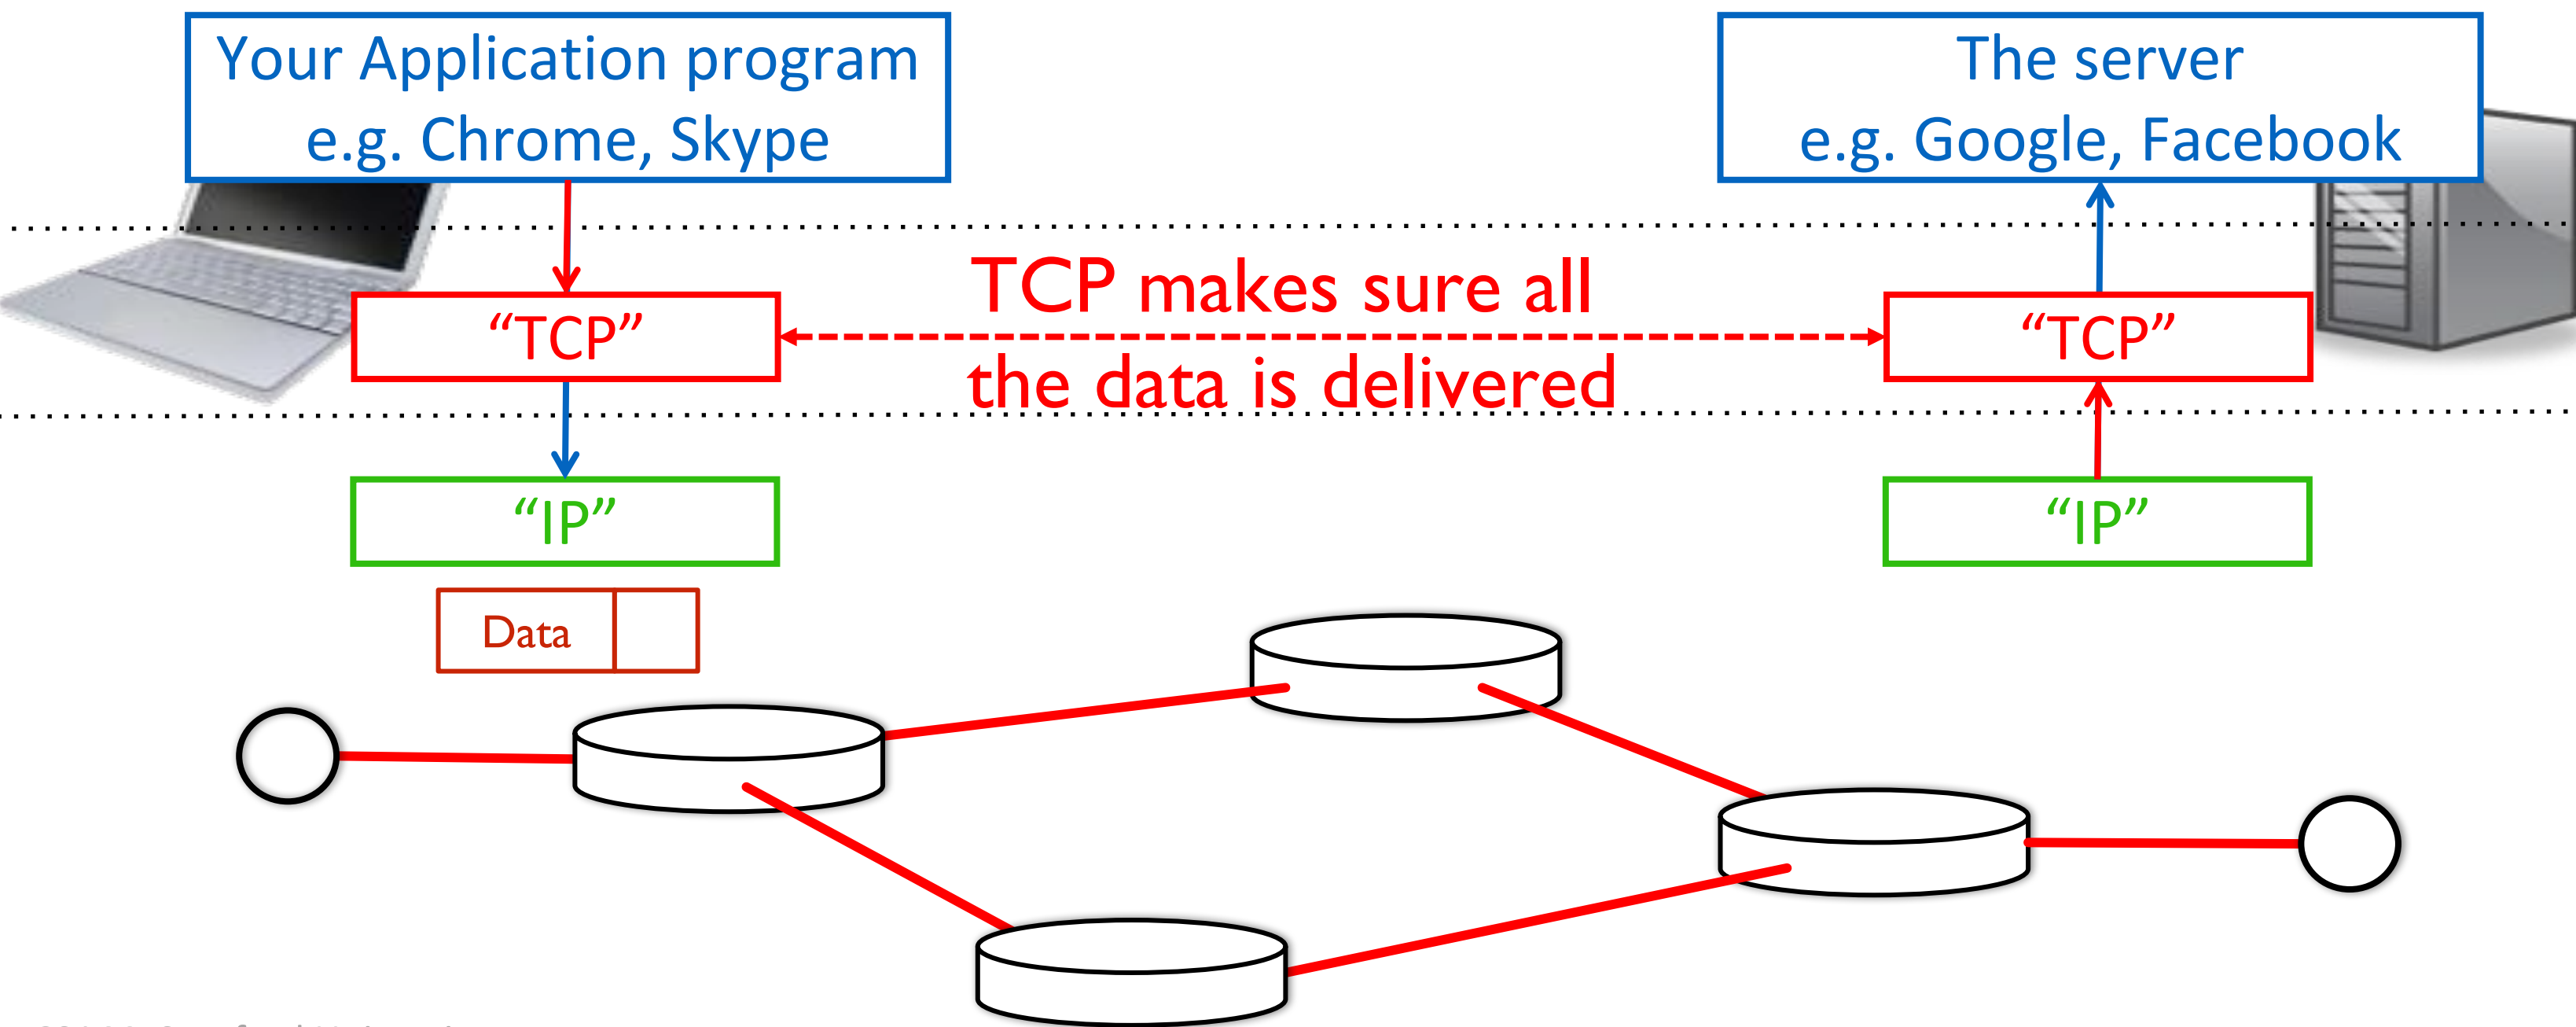 Your Application program
e.g. Chrome, Skype
The server
e.g. Google, Facebook
TCP makes sure all
the data is delivered
“TCP”
“TCP”
“IP”
“IP”
Data